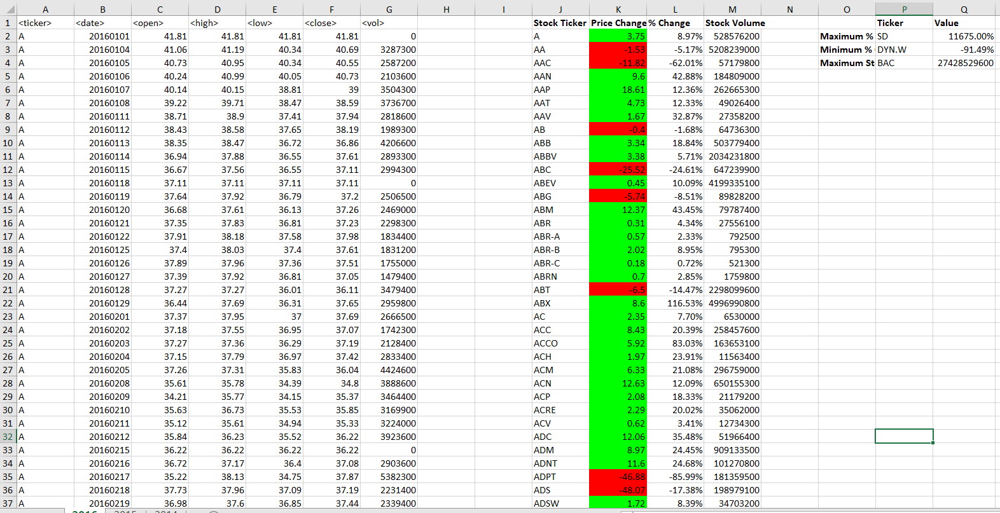 A B C D E F G H I J K L M N O P Q
1 <ticker> <date> <open> <high> <low> <close> <vol> Stock Ticker Price Change % Change Stock Volume Ticker Value
2 A 20160101 41.81 41.81 41.81 41.81 0 A 3.75 8.97% 528576200 Maximum % SD 11675.00%
3 A 20160104 41.06 41.19 40.34 40.69 3287300 AA -1.53 -5.17% 5208239000 Minimum % DYN.W -91.49%
4 A 20160105 40.73 40.95 40.34 40.55 2587200 AAC -11.82 -62.01% 57179800 Maximum St BAC 27428529600
5 A 20160106 40.24 40.99 40.05 40.73 2103600 AAN 9.6 42.88% 184809000
6 A 20160107 40.14 40.15 38.81 39 3504300 AAP 18.61 12.36% 262665300
7 A 20160108 39.22 39.71 38.47 38.59 3736700 AAT 4.73 12.33% 49026400
8 A 20160111 38.71 38.9 37.41 37.94 2818600 AAV 1.67 32.87% 27358200
9 A 20160112 38.43 38.58 37.65 38.19 1989300 AB -0.4 -1.68% 64736300
10 A 20160113 38.35 38.47 36.72 36.86 4206600 ABB 3.34 18.84% 503779400
11 A 20160114 36.94 37.88 36.55 37.61 2893300 ABBV 3.38 5.71% 2034231800
12 A 20160115 36.67 37.56 36.55 37.11 2994300 ABC -25.52 -24.61% 647239900
13 A 20160118 37.11 37.11 37.11 37.11 0 ABEV 0.45 10.09% 4199335100
14 A 20160119 37.64 37.92 36.79 37.2 2506500 ABG -5.74 -8.51% 89828200
15 A 20160120 36.68 37.61 36.13 37.26 2469000 ABM 12.37 43.45% 79787400
16 A 20160121 37.35 37.83 36.81 37.23 2298300 ABR 0.31 4.34% 27556100
17 A 20160122 37.91 38.18 37.58 37.98 1834400 ABR-A 0.57 2.33% 792500
18 A 20160125 37.4 38.03 37.4 37.61 1831200 ABR-B 2.02 8.95% 795300
19 A 20160126 37.89 37.96 37.36 37.51 1755000 ABR-C 0.18 0.72% 521300
20 A 20160127 37.39 37.92 36.81 37.05 1479400 ABRN 0.7 2.85% 1759800
21 A 20160128 37.27 37.27 36.01 36.11 3479400 ABT -6.5 -14.47% 2298099600
22 A 20160129 36.44 37.69 36.31 37.65 2959800 ABX 8.6 116.53% 4996990800
23 A 20160201 37.37 37.95 37 37.69 2666500 AC 2.35 7.70% 6530000
24 A 20160202 37.18 37.55 36.95 37.07 1742300 ACC 8.43 20.39% 258457600
25 A 20160203 37.27 37.36 36.29 37.19 2128400 ACCO 5.92 83.03% 163653100
26 A 20160204 37.15 37.79 36.97 37.42 2833400 ACH 1.97 23.91% 11563400
27 A 20160205 37.26 37.31 35.83 36.04 4424600 ACM 6.33 21.08% 296759000
28 A 20160208 35.61 35.78 34.39 34.8 3888600 ACN 12.63 12.09% 650155300
29 A 20160209 34.21 35.77 34.15 35.37 3464400 ACP 2.08 18.33% 21179200
30 A 20160210 35.63 36.73 35.53 35.85 3169900 ACRE 2.29 20.02% 35062000
31 A 20160211 35.12 35.61 34.94 35.33 3224000 ACV 0.62 3.41% 12734300
32 A 20160212 35.84 36.23 35.52 36.22 3923600 ADC 12.06 35.48% 51966400
33 A 20160215 36.22 36.22 36.22 36.22 0 ADM 8.97 24.45% 909133500
34 A 20160216 36.72 37.17 36.4 37.08 2903600 ADNT 11.6 24.68% 101270800
35 A 20160217 35.22 38.13 34.75 37.87 5382300 ADPT -46.88 -85.99% 181359500
36 A 20160218 37.73 37.96 37.09 37.19 2231400 ADS -48.07 -17.38% 198979100
37 A 20160219 36.98 37.6 36.85 37.44 2339400 ADSW 1.72 8.39% 34703200
2016 2015 2014